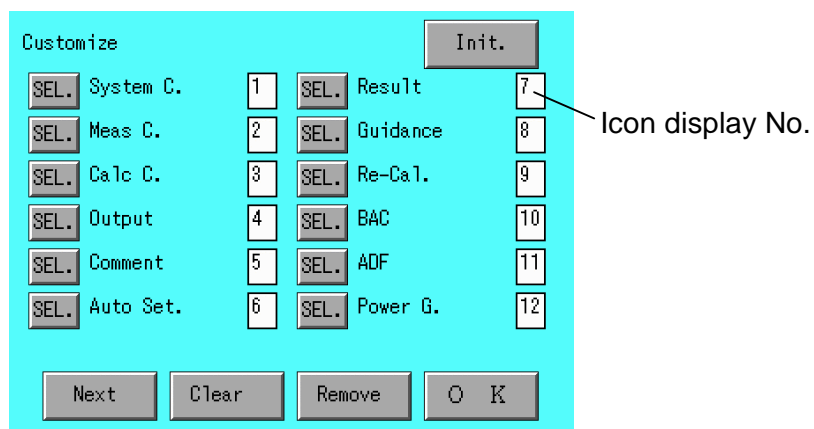 Customize Init.
SEL. System C. 1 SEL. Result 7
Icon display No.
SEL. Meas C. 2 SEL. Guidance 8
SEL. Calc C. 3 SEL. Re-Cal. 9
SEL. Output 4 SEL. BAC 10
SEL. Comment 5 SEL. ADF 11
SEL. Auto Set. 6 SEL. Power G. 12
Next Clear Remove O K